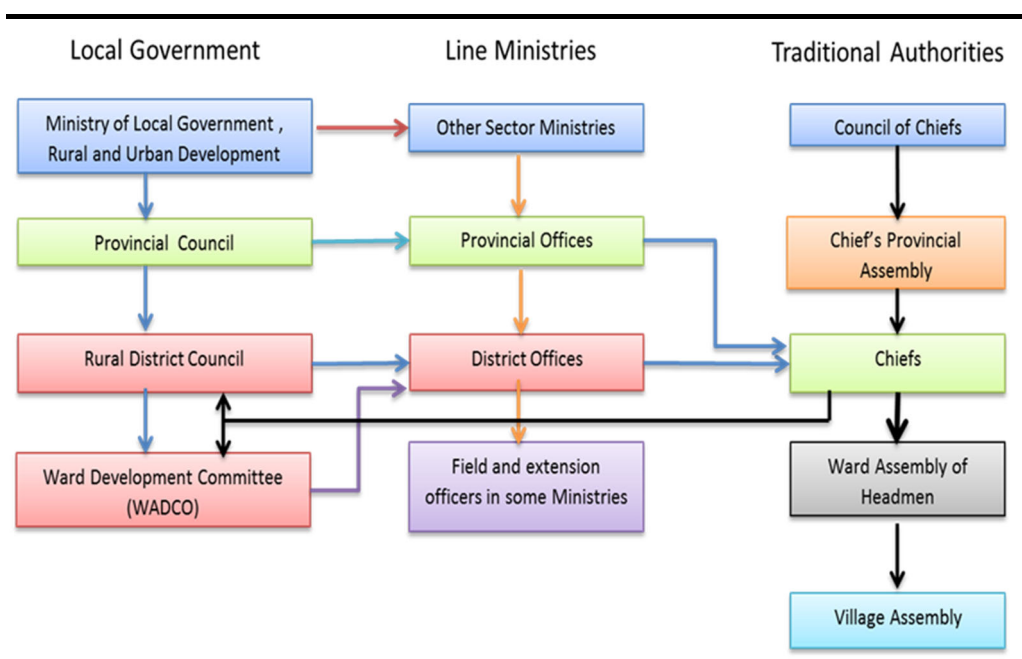 Local Government
Line Ministries
Traditional Authorities
Ministry of Local Government ,
Rural and Urban Development
Other Sector Ministries
Council of Chiefs
Provincial Council
Provincial Offices
Chief's Provincial
Assembly
Rural District Council
District Offices
Chiefs
Ward Development Committee
(WADCO)
Field and extension
officers in some Ministries
Ward Assembly of
Headmen
Village Assembly